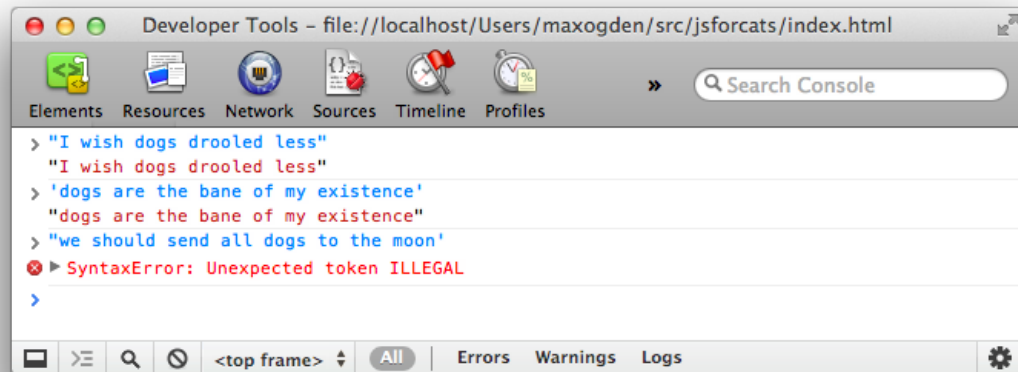 Developer Tools – file://localhost/Users/maxogden/src/jsforcats/index.html
Elements Resources Network Sources Timeline Profiles » Search Console
> "I wish dogs drooled less"
"I wish dogs drooled less"
> 'dogs are the bane of my existence'
"dogs are the bane of my existence"
> "we should send all dogs to the moon'
SyntaxError: Unexpected token ILLEGAL
>
<top frame> All Errors Warnings Logs